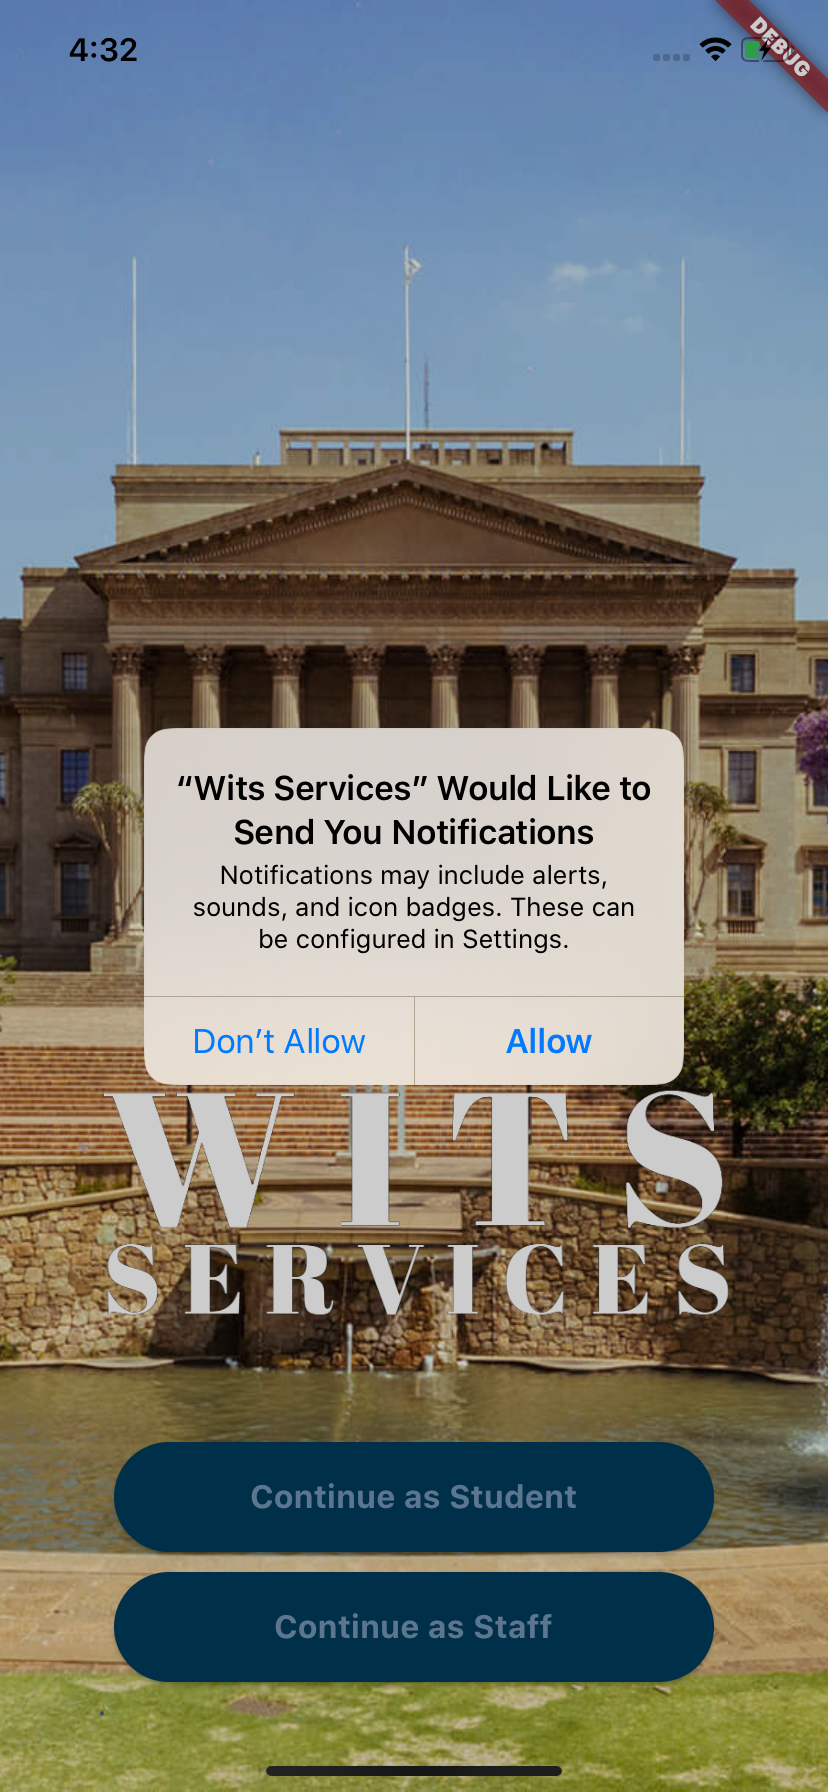 4:32
DEBUG
“Wits Services” Would Like to
Send You Notifications
Notifications may include alerts,
sounds, and icon badges. These can
be configured in Settings.
Don’t Allow
Allow
WITS
SERVICES
Continue as Student
Continue as Staff